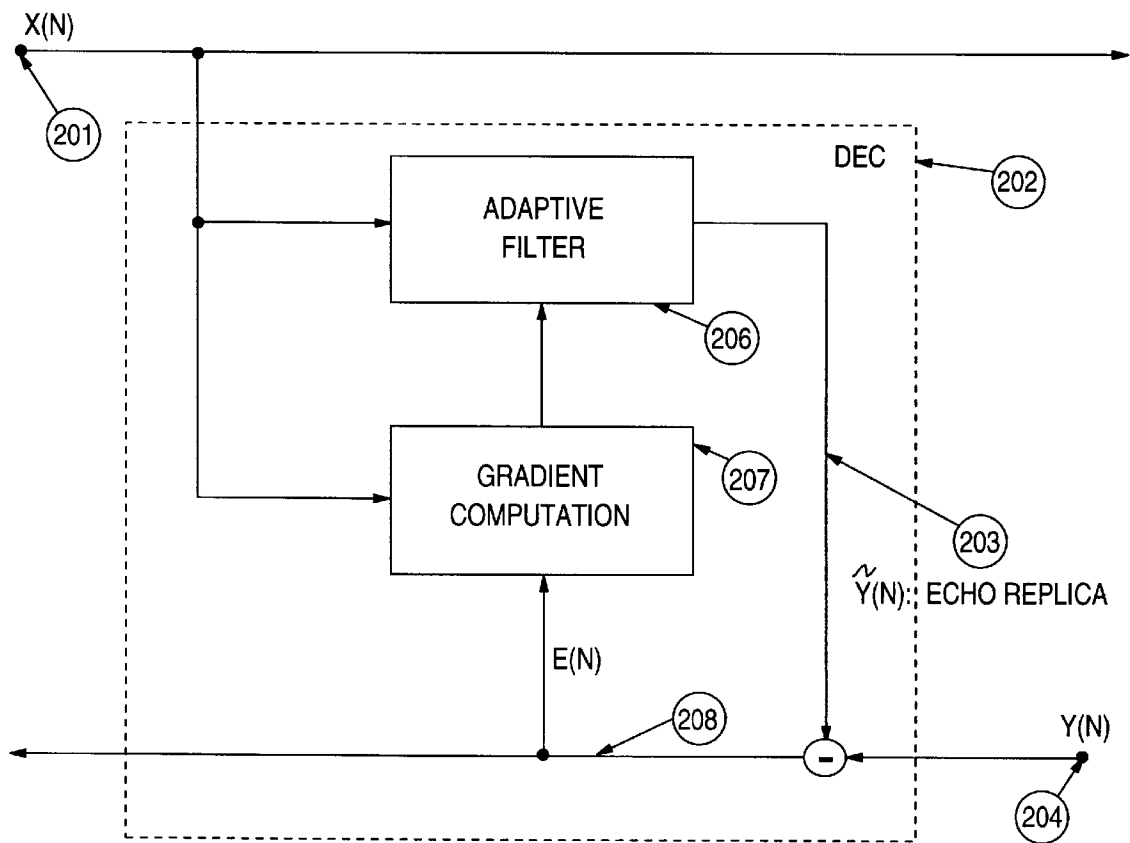 X(N)
201
DEC
202
ADAPTIVE
FILTER
206
GRADIENT
COMPUTATION
207
203
Ỹ(N): ECHO REPLICA
E(N)
208
Y(N)
-
204